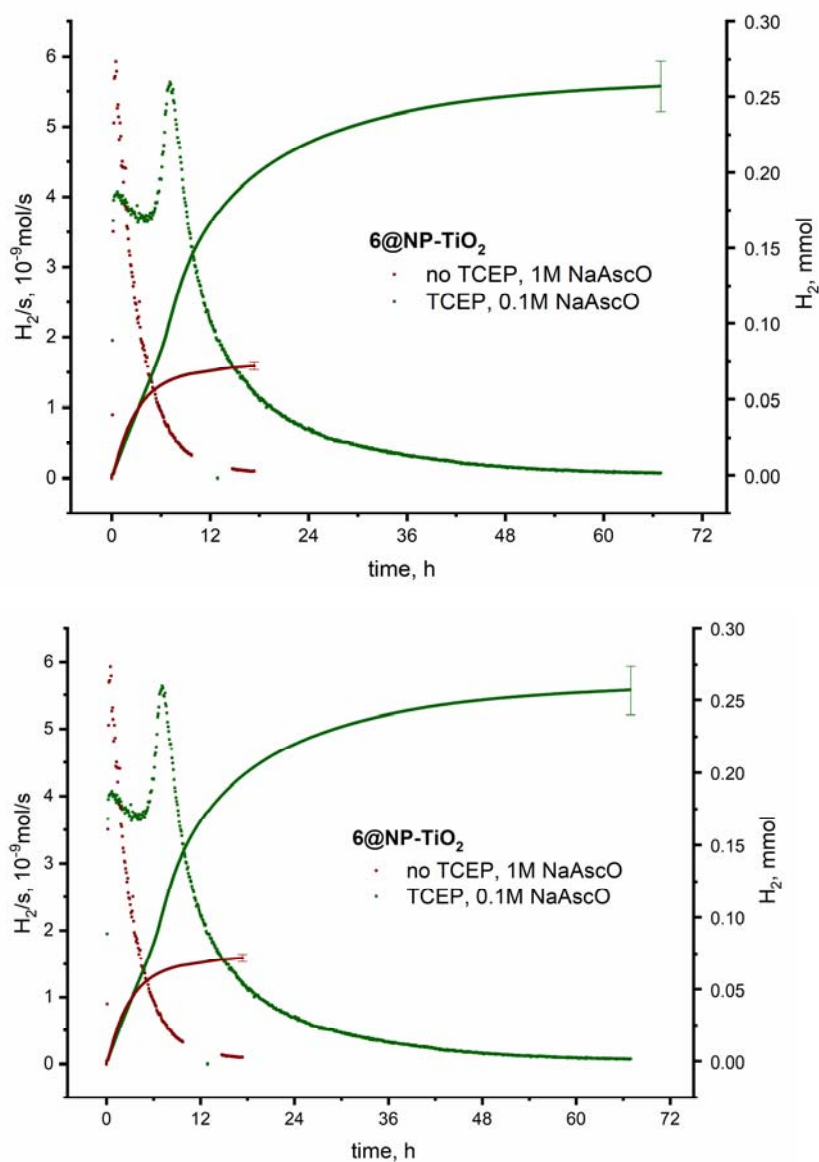 6
5
4
3
2
1
0
H2/s, 10-9mol/s
0.30
0.25
0.20
0.15
0.10
0.05
0.00
H2, mmol
6@NP-TiO2
no TCEP, 1M NaAscO
TCEP, 0.1M NaAscO
0 12 24 36 48 60 72
time, h
6
5
4
3
2
1
0
H2/s, 10-9mol/s
0.30
0.25
0.20
0.15
0.10
0.05
0.00
H2, mmol
6@NP-TiO2
no TCEP, 1M NaAscO
TCEP, 0.1M NaAscO
0 12 24 36 48 60 72
time, h